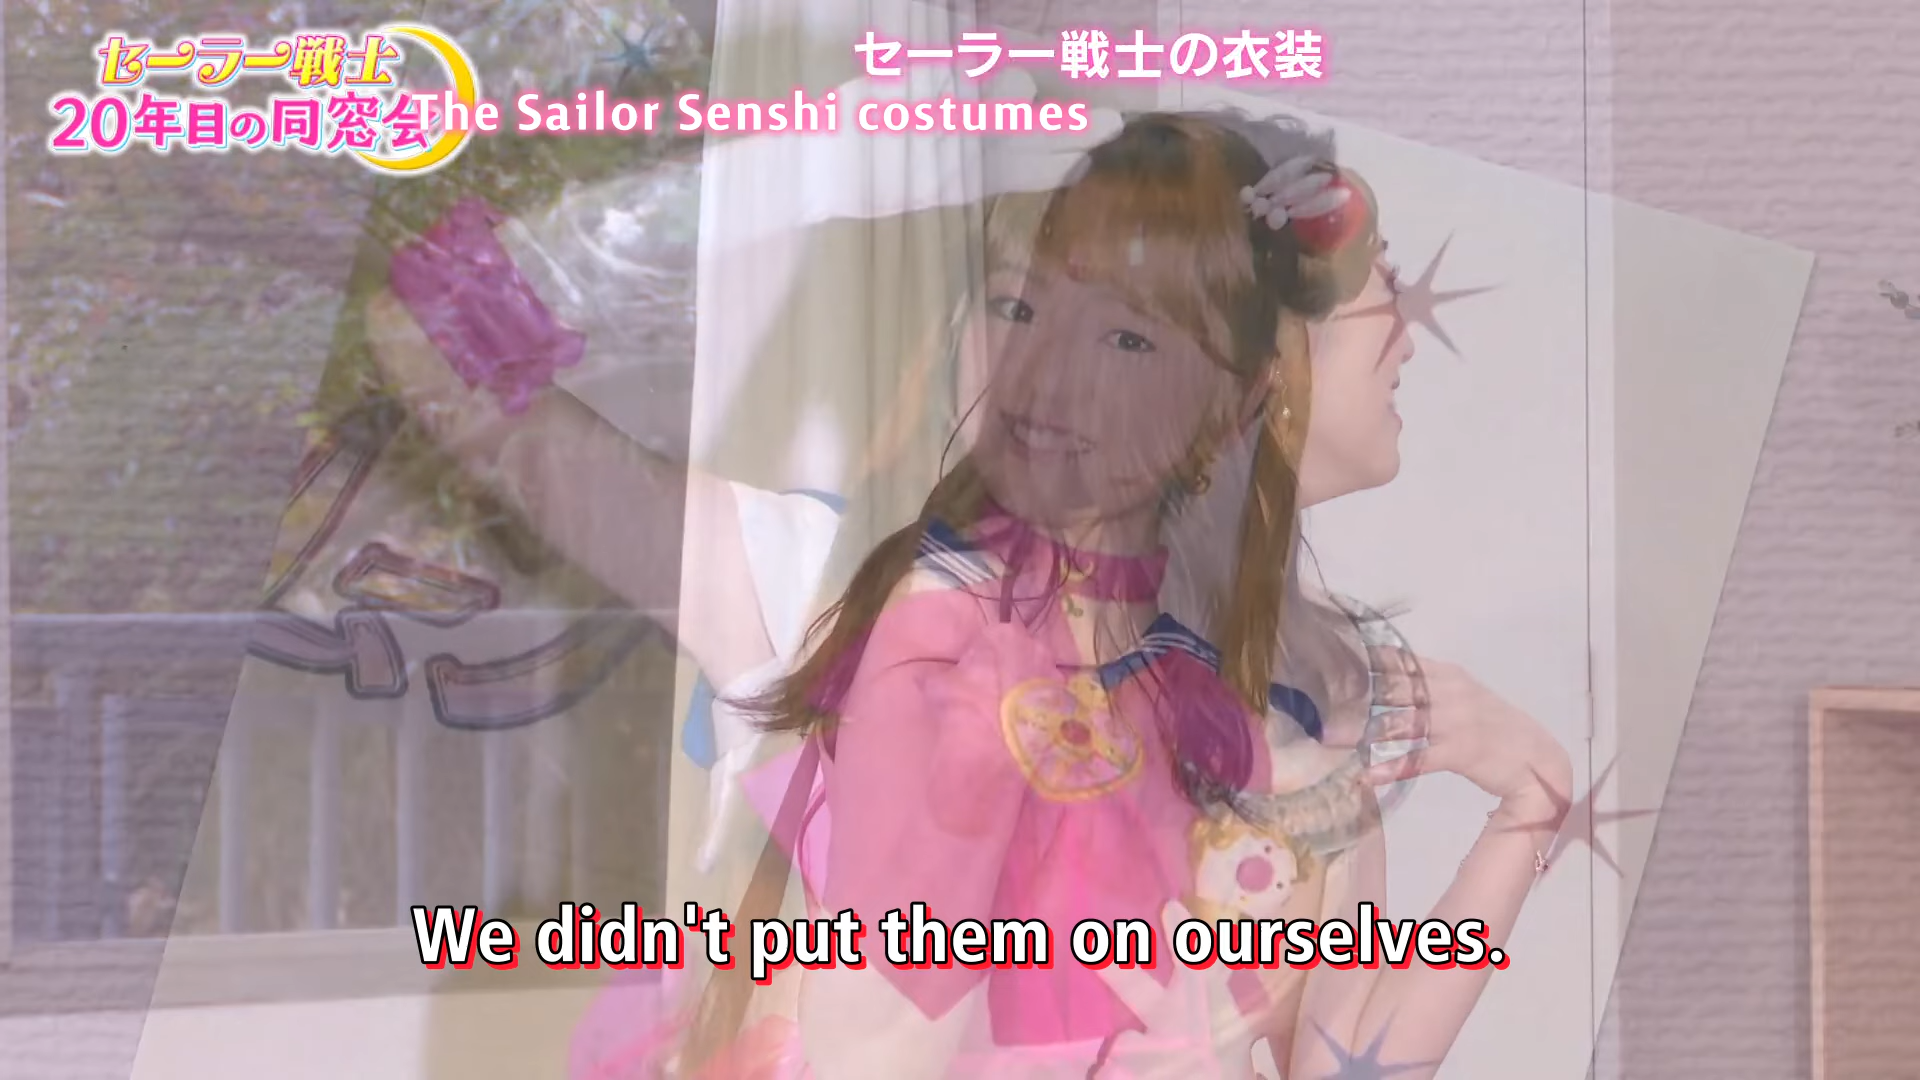 セーラー戦士
20年目の同窓会
セーラー戦士の衣装
The Sailor Senshi costumes
We didn't put them on ourselves.